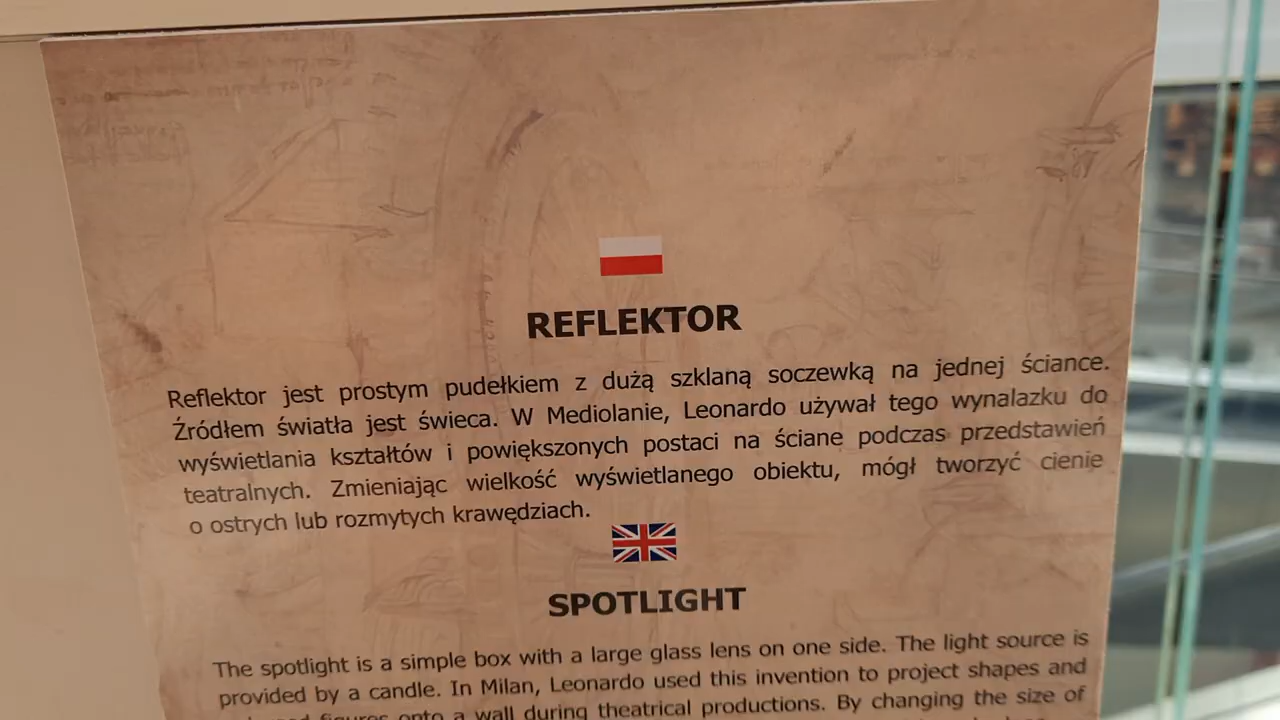 REFLEKTOR
Reflektor jest prostym pudełkiem z dużą szklaną soczewką na jednej ściance.
Źródłem światła jest świeca. W Mediolanie, Leonardo używał tego wynalazku do
wyświetlania kształtów i powiększonych postaci na ściane podczas przedstawień
teatralnych. Zmieniając wielkość wyświetlanego obiektu, mógł tworzyć cienie
o ostrych lub rozmytych krawędziach.
SPOTLIGHT
The spotlight is a simple box with a large glass lens on one side. The light source is
provided by a candle. In Milan, Leonardo used this invention to project shapes and
figures onto a wall during theatrical productions. By changing the size of